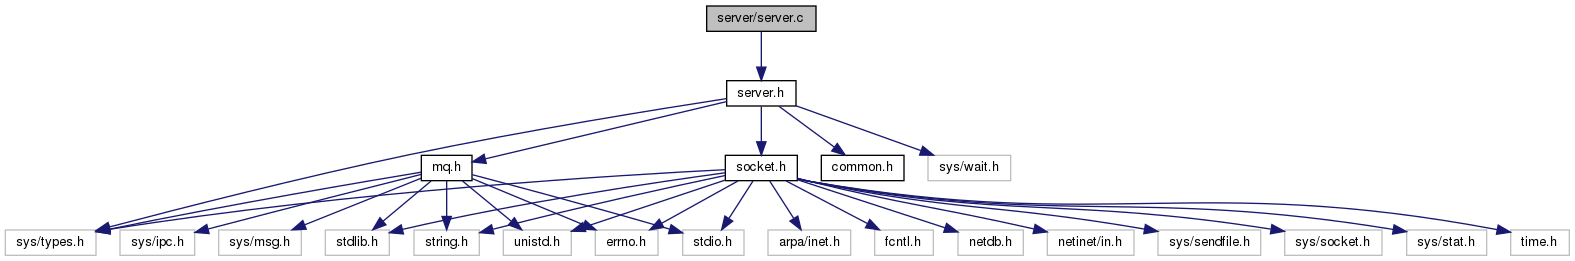 server/server.c
server.h
mq.h
socket.h
common.h
sys/wait.h
sys/types.h
sys/ipc.h
sys/msg.h
stdlib.h
string.h
unistd.h
errno.h
stdio.h
arpa/inet.h
fcntl.h
netdb.h
netinet/in.h
sys/sendfile.h
sys/socket.h
sys/stat.h
time.h